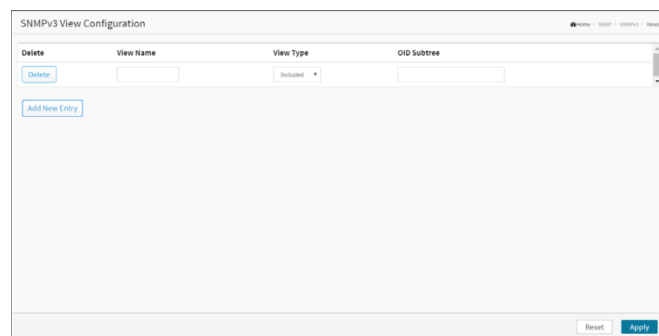 SNMPv3 View Configuration
Home > SNMP > SNMPv3 > Views
Delete View Name View Type OID Subtree
Delete Included
Add New Entry
Reset Apply